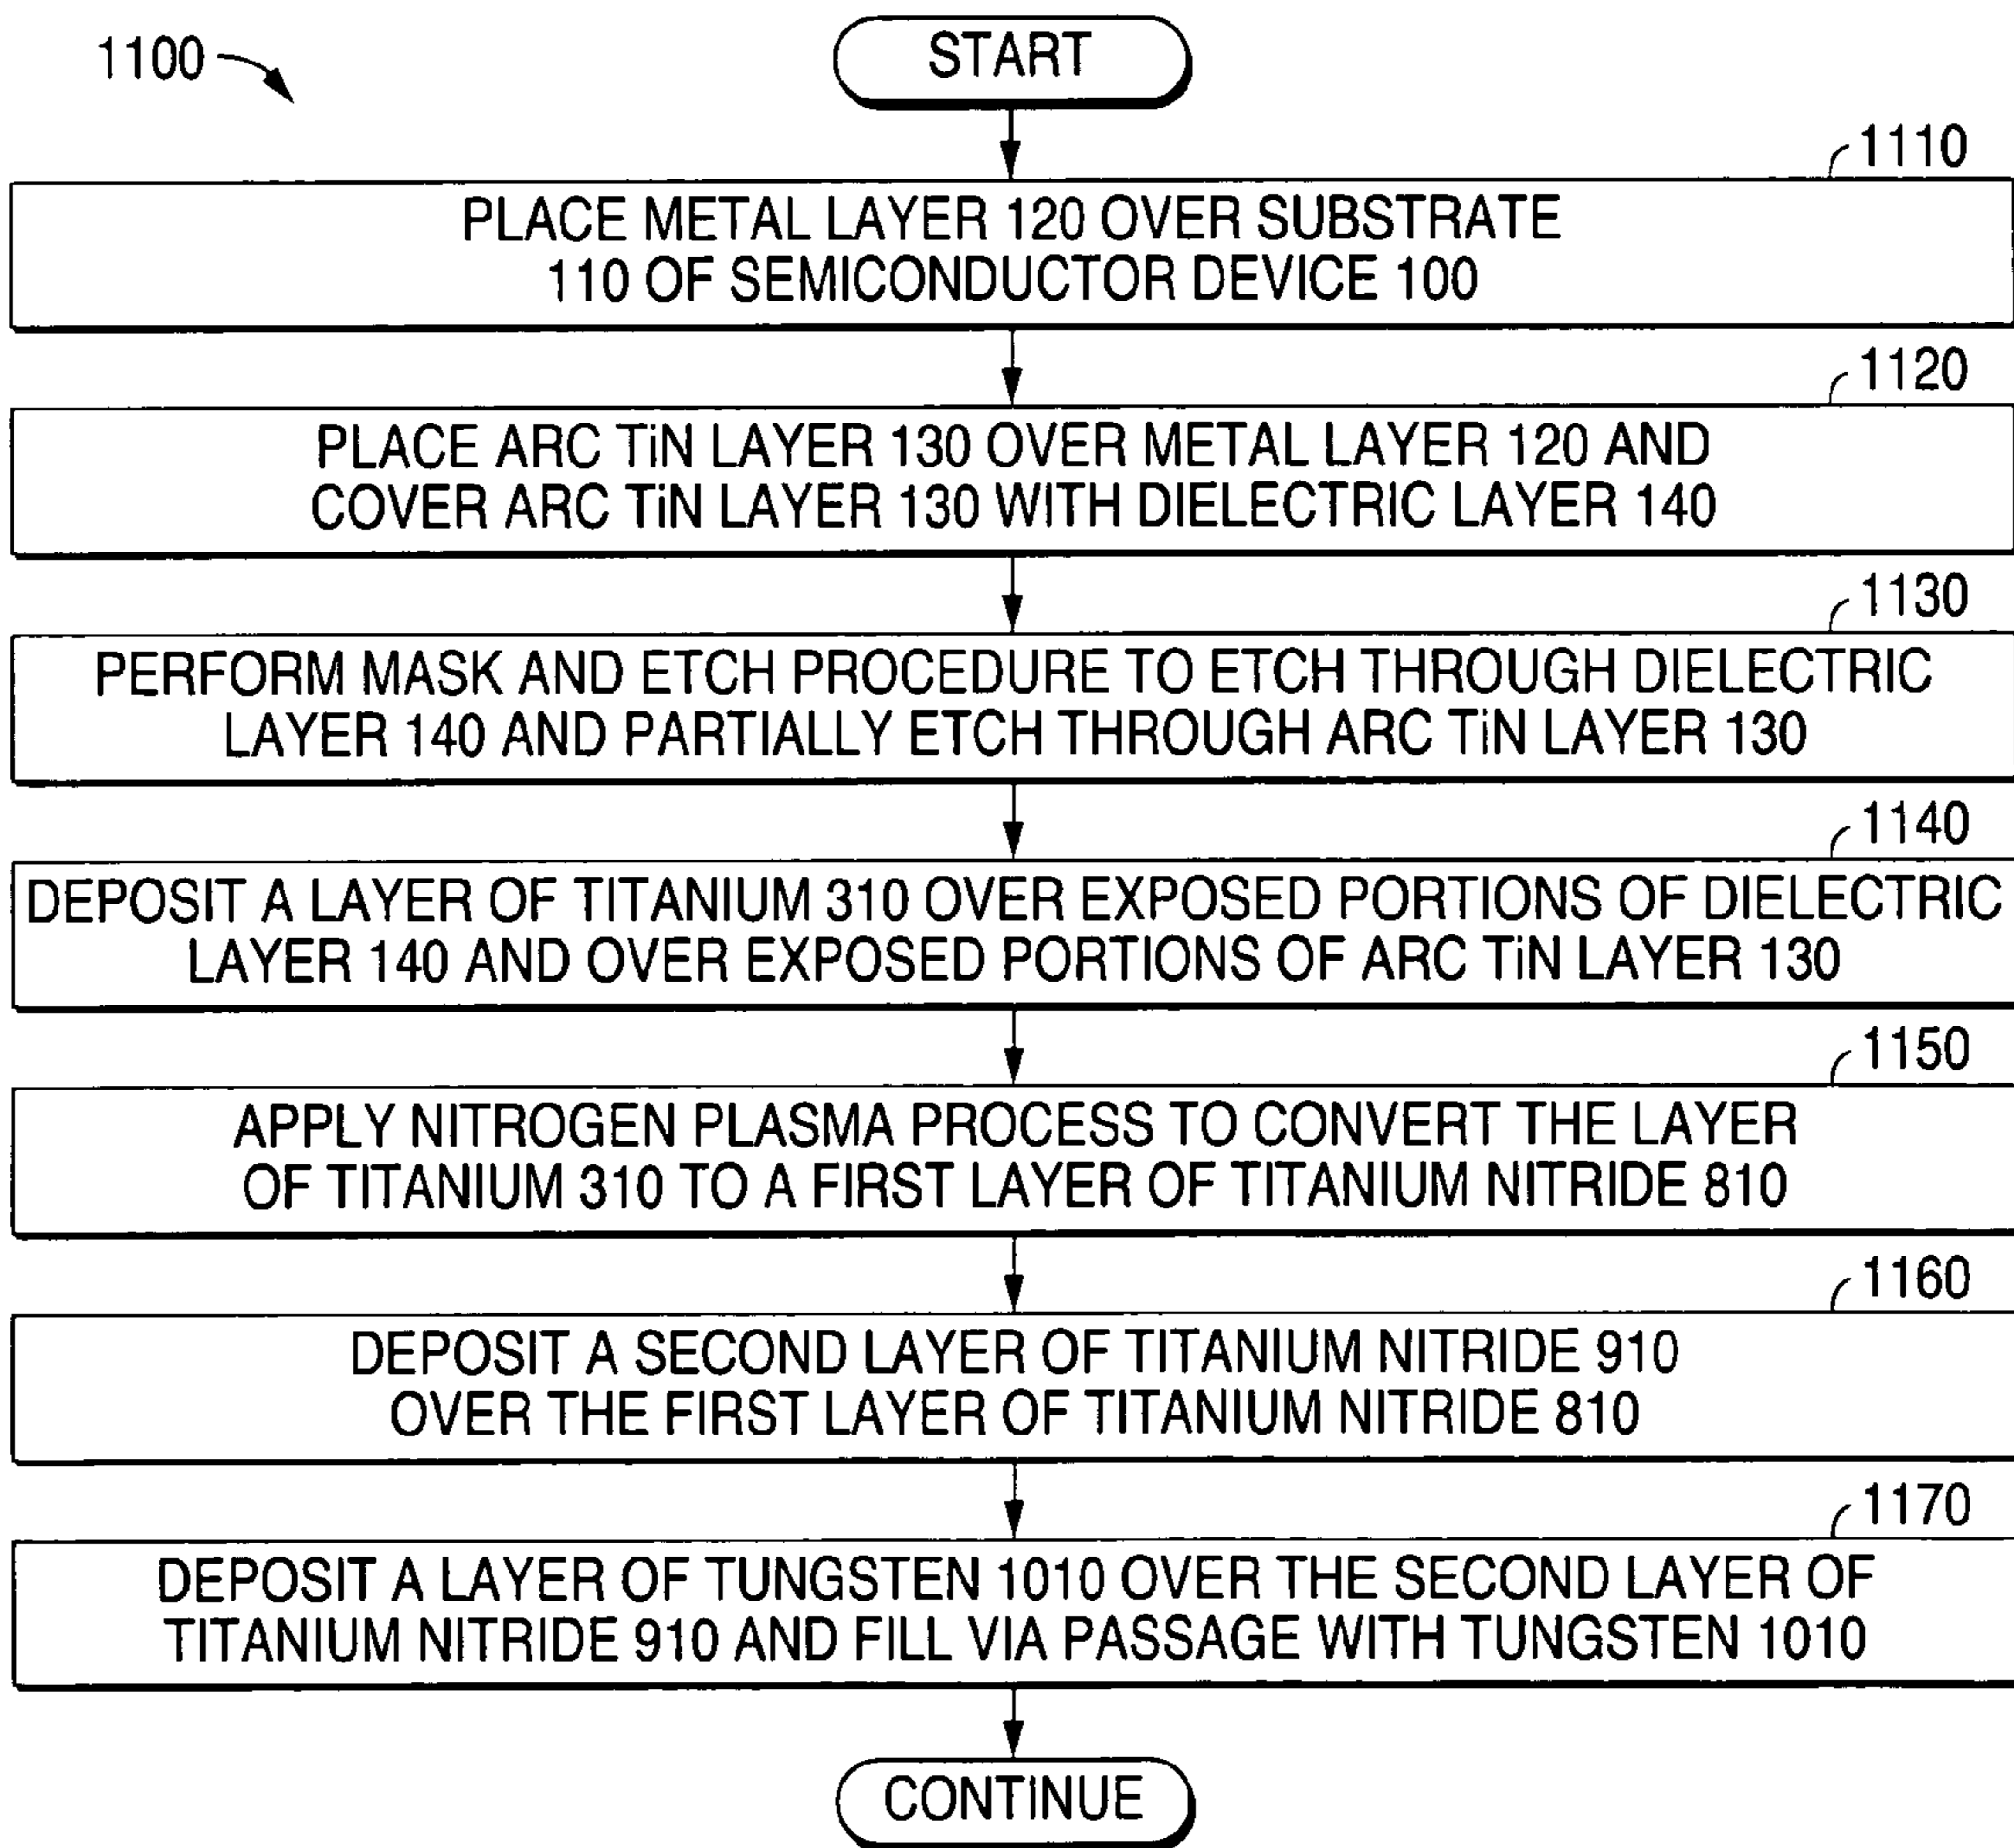 1100
START
1110
PLACE METAL LAYER 120 OVER SUBSTRATE
110 OF SEMICONDUCTOR DEVICE 100
1120
PLACE ARC TiN LAYER 130 OVER METAL LAYER 120 AND
COVER ARC TiN LAYER 130 WITH DIELECTRIC LAYER 140
1130
PERFORM MASK AND ETCH PROCEDURE TO ETCH THROUGH DIELECTRIC
LAYER 140 AND PARTIALLY ETCH THROUGH ARC TiN LAYER 130
1140
DEPOSIT A LAYER OF TITANIUM 310 OVER EXPOSED PORTIONS OF DIELECTRIC
LAYER 140 AND OVER EXPOSED PORTIONS OF ARC TiN LAYER 130
1150
APPLY NITROGEN PLASMA PROCESS TO CONVERT THE LAYER
OF TITANIUM 310 TO A FIRST LAYER OF TITANIUM NITRIDE 810
1160
DEPOSIT A SECOND LAYER OF TITANIUM NITRIDE 910
OVER THE FIRST LAYER OF TITANIUM NITRIDE 810
1170
DEPOSIT A LAYER OF TUNGSTEN 1010 OVER THE SECOND LAYER OF
TITANIUM NITRIDE 910 AND FILL VIA PASSAGE WITH TUNGSTEN 1010
CONTINUE